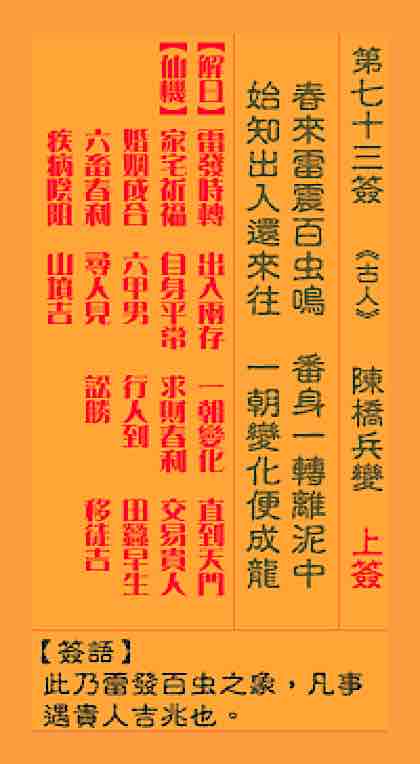 第七十三簽 《古人》 陳橋兵變 上簽
春來雷震百虫鳴 番身一轉離泥中
始知出入還來往 一朝變化便成龍
【解曰】雷發時轉 出入兩存 一朝變化 直到天門
【仙機】家宅祈福 自身平常 求財有利 交易貴人
婚姻成合 六甲男 行人到 田蠶早生
六畜有利 尋人見 訟勝 移徒吉
疾病陰阻 山墳吉
【簽語】
此乃雷發百虫之象，凡事
遇貴人吉兆也。